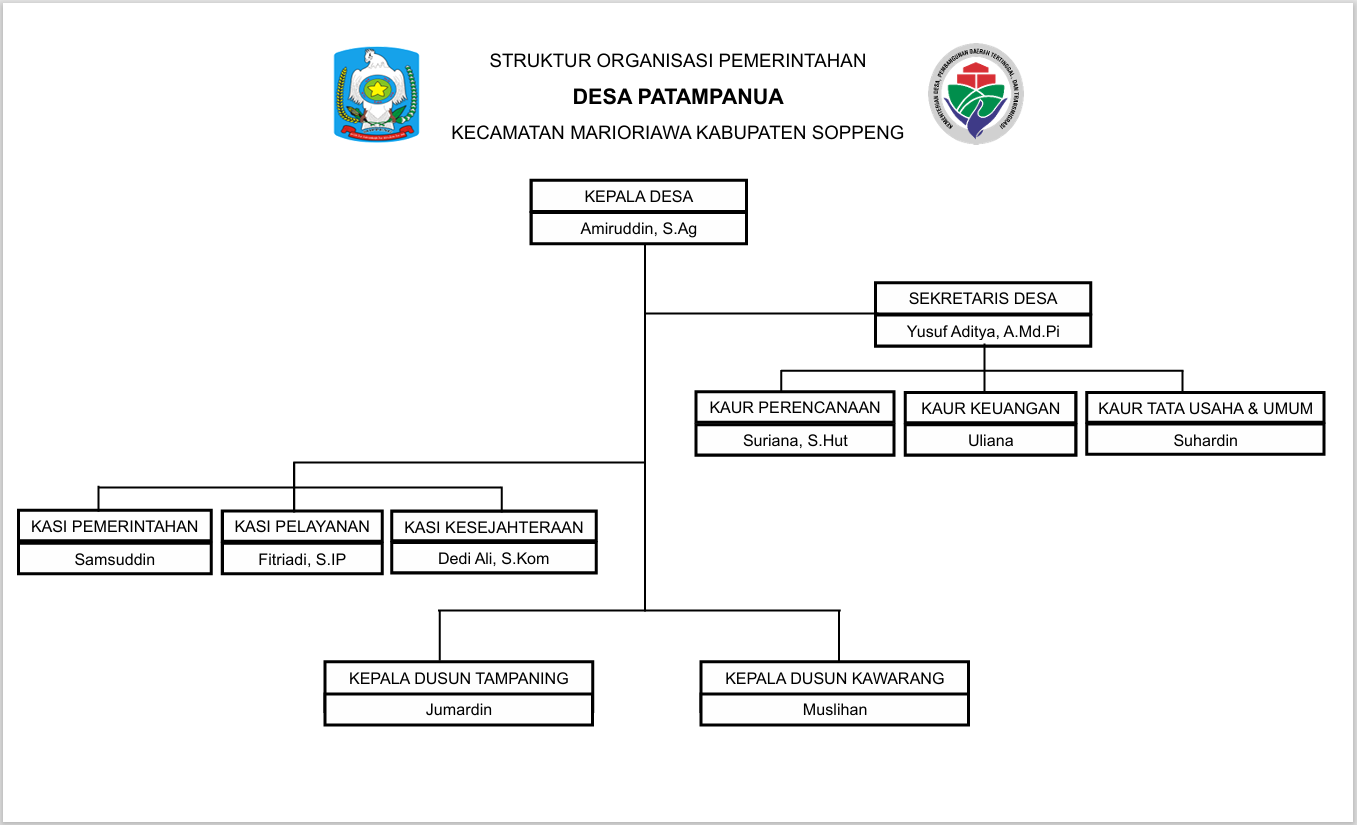 STRUKTUR ORGANISASI PEMERINTAHAN
DESA PATAMPANUA
KECAMATAN MARIORIAWA KABUPATEN SOPPENG
KEMENTERIAN DESA, PEMBANGUNAN DAERAH TERTINGGAL, DAN TRANSMIGRASI
KEPALA DESA
Amiruddin, S.Ag
SEKRETARIS DESA
Yusuf Aditya, A.Md.Pi
KAUR PERENCANAAN
Suriana, S.Hut
KAUR KEUANGAN
Uliana
KAUR TATA USAHA & UMUM
Suhardin
KASI PEMERINTAHAN
Samsuddin
KASI PELAYANAN
Fitriadi, S.IP
KASI KESEJAHTERAAN
Dedi Ali, S.Kom
KEPALA DUSUN TAMPANING
Jumardin
KEPALA DUSUN KAWARANG
Muslihan